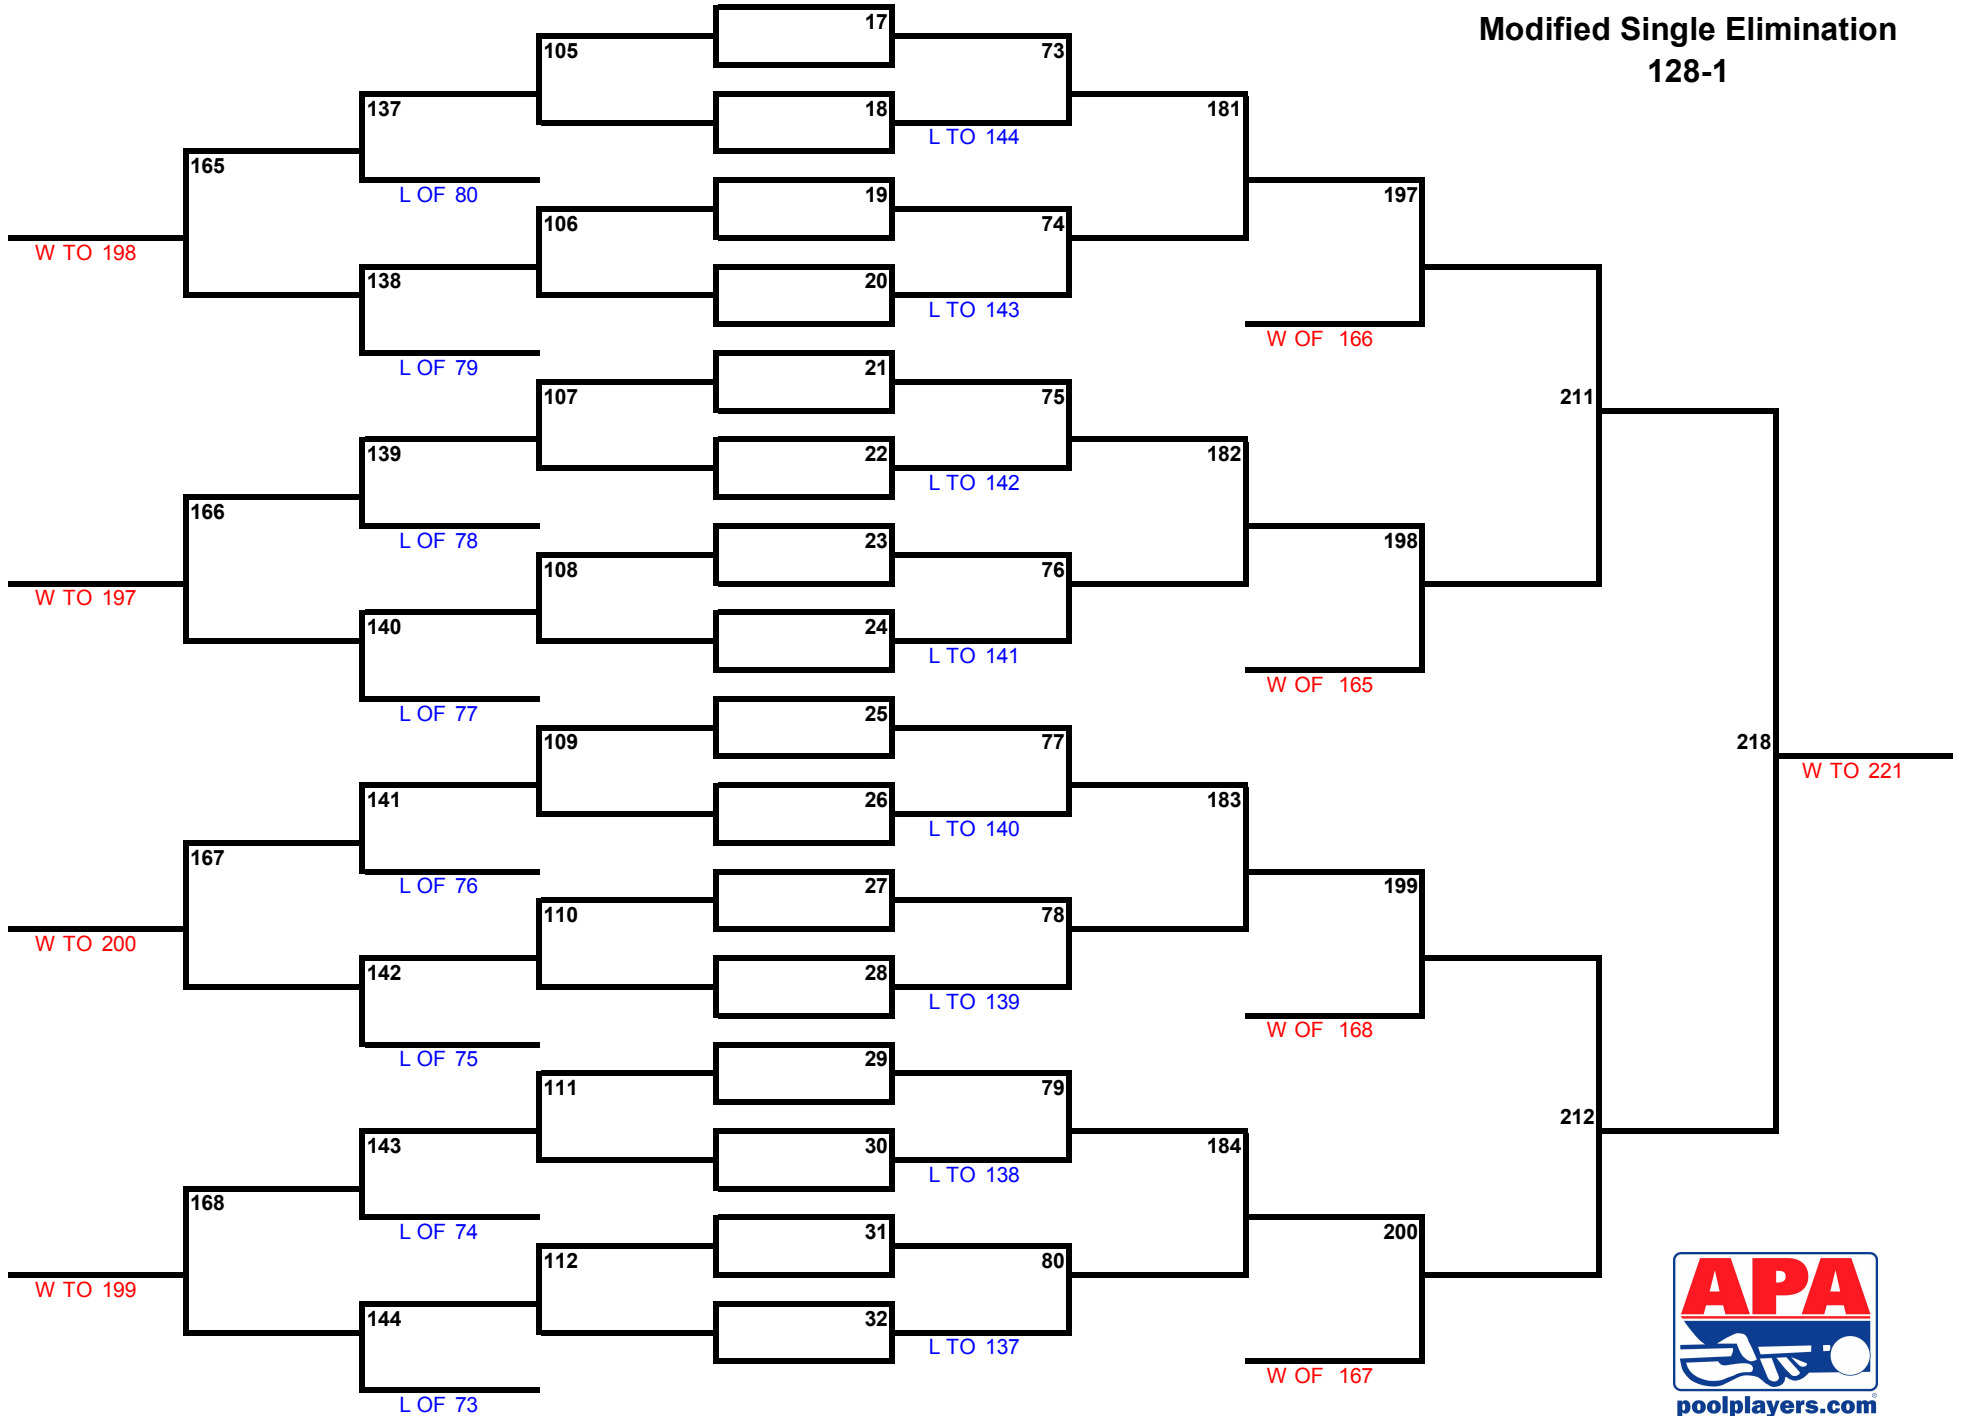 Modified Single Elimination
128-1
17
105
73
137
18
181
L TO 144
165
L OF 80
19
197
106
74
W TO 198
138
20
L TO 143
W OF 166
L OF 79
21
107
75
211
139
22
182
L TO 142
166
L OF 78
23
198
108
76
W TO 197
140
24
L TO 141
W OF 165
L OF 77
25
109
77
218
W TO 221
141
26
183
L TO 140
167
L OF 76
27
199
110
78
W TO 200
142
28
L TO 139
W OF 168
L OF 75
29
111
79
212
143
30
184
L TO 138
168
L OF 74
31
200
112
80
W TO 199
144
32
L TO 137
W OF 167
L OF 73
APA
poolplayers.com